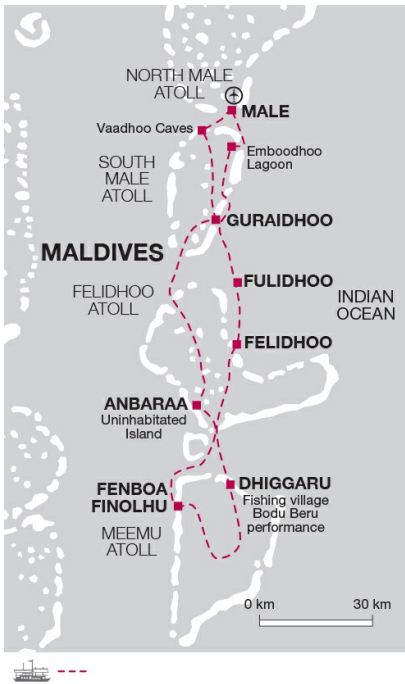 NORTH MALE
ATOLL
MALE
Vaadhoo Caves
Emboodhoo
Lagoon
SOUTH
MALE
ATOLL
GURAIDHOO
MALDIVES
FULIDHOO
FELIDHOO
ATOLL
INDIAN
OCEAN
FELIDHOO
ANBARAA
Uninhabitated
Island
DHIGGARU
Fishing village
Bodu Beru
performance
FENBOA
FINOLHU
MEEMU
ATOLL
0 km 30 km